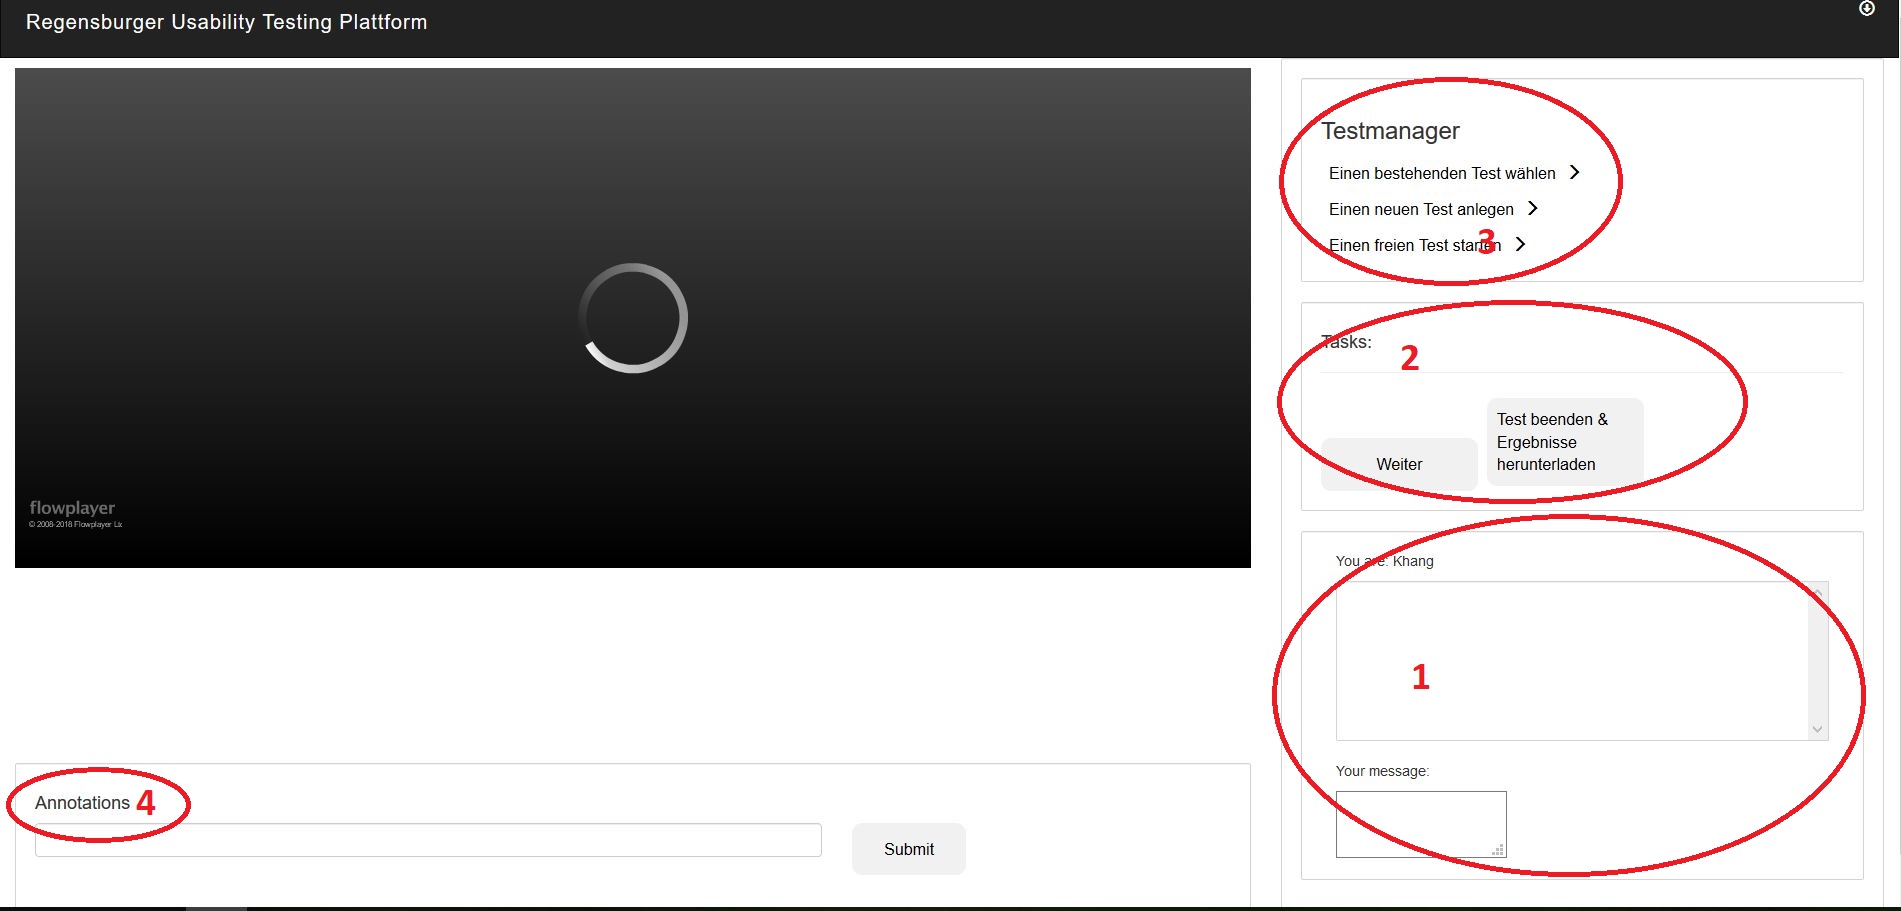 Regensburger Usability Testing Plattform
flowplayer
© 2008-2018 Flowplayer Ltd
Testmanager
Einen bestehenden Test wählen
Einen neuen Test anlegen
Einen freien Test starten
3
Tasks:
2
Weiter
Test beenden &
Ergebnisse
herunterladen
You are: Khang
1
Your message:
Annotations 4
Submit